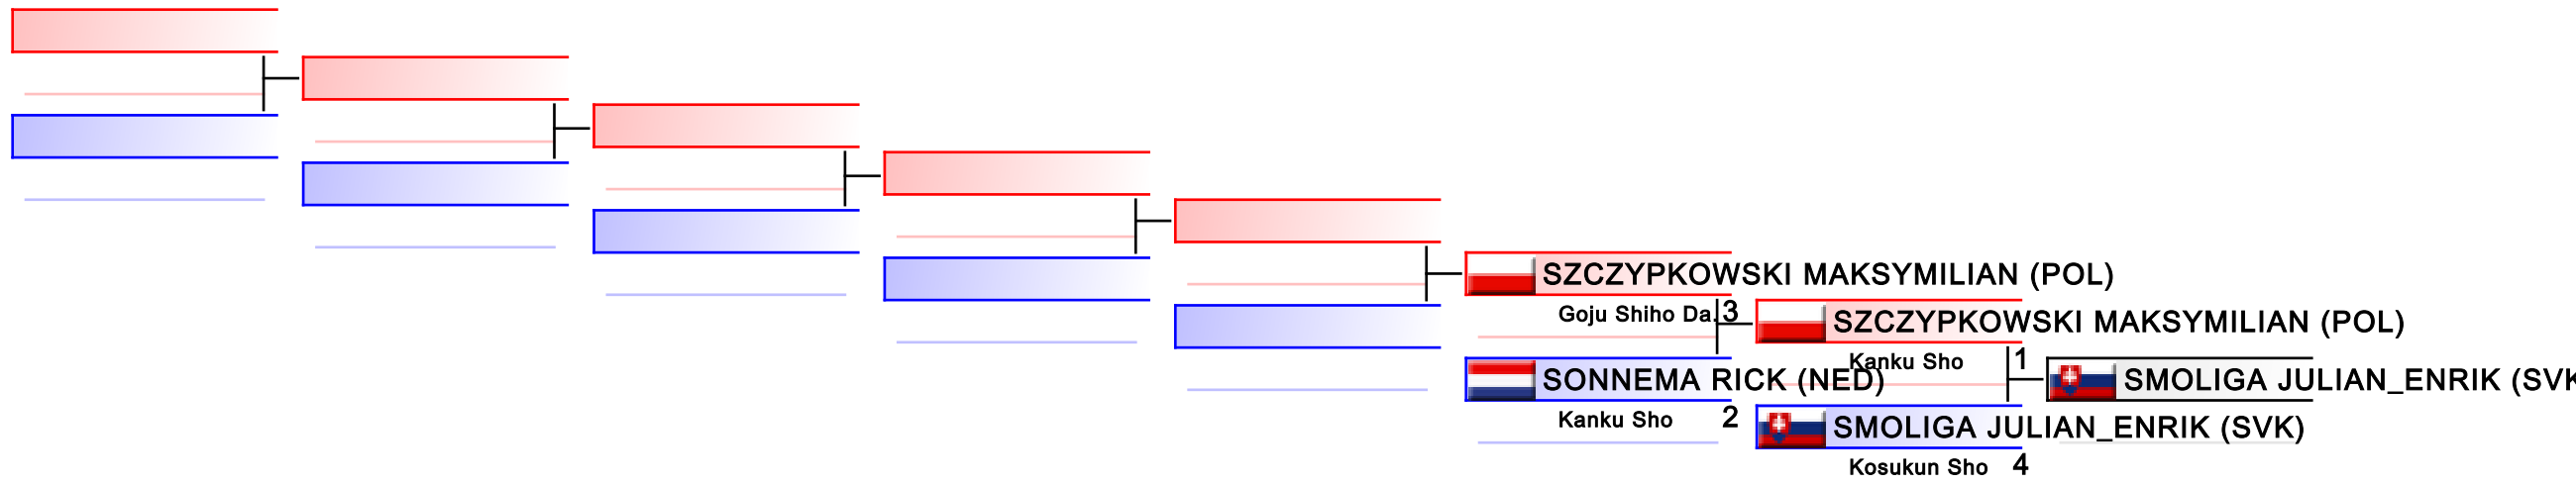 SZCZYPKOWSKI MAKSYMILIAN (POL)
Goju Shiho Da. 3
SZCZYPKOWSKI MAKSYMILIAN (POL)
Kanku Sho 1
SONNEMA RICK (NED)
SMOLIGA JULIAN_ENRIK (SVK
Kanku Sho 2
SMOLIGA JULIAN_ENRIK (SVK)
Kosukun Sho 4